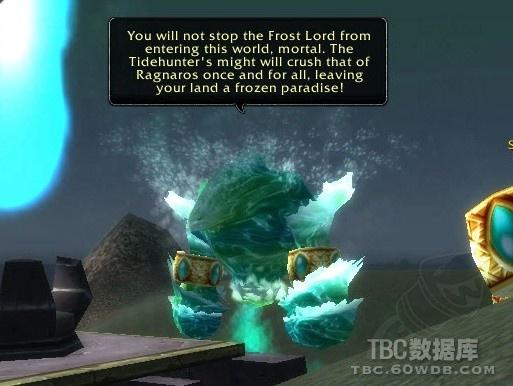 You will not stop the Frost Lord from
entering this world, mortal. The
Tidehunter's might will crush that of
Ragnaros once and for all, leaving
your land a frozen paradise!
S
TBC数据库
TBC.60WDB.COM